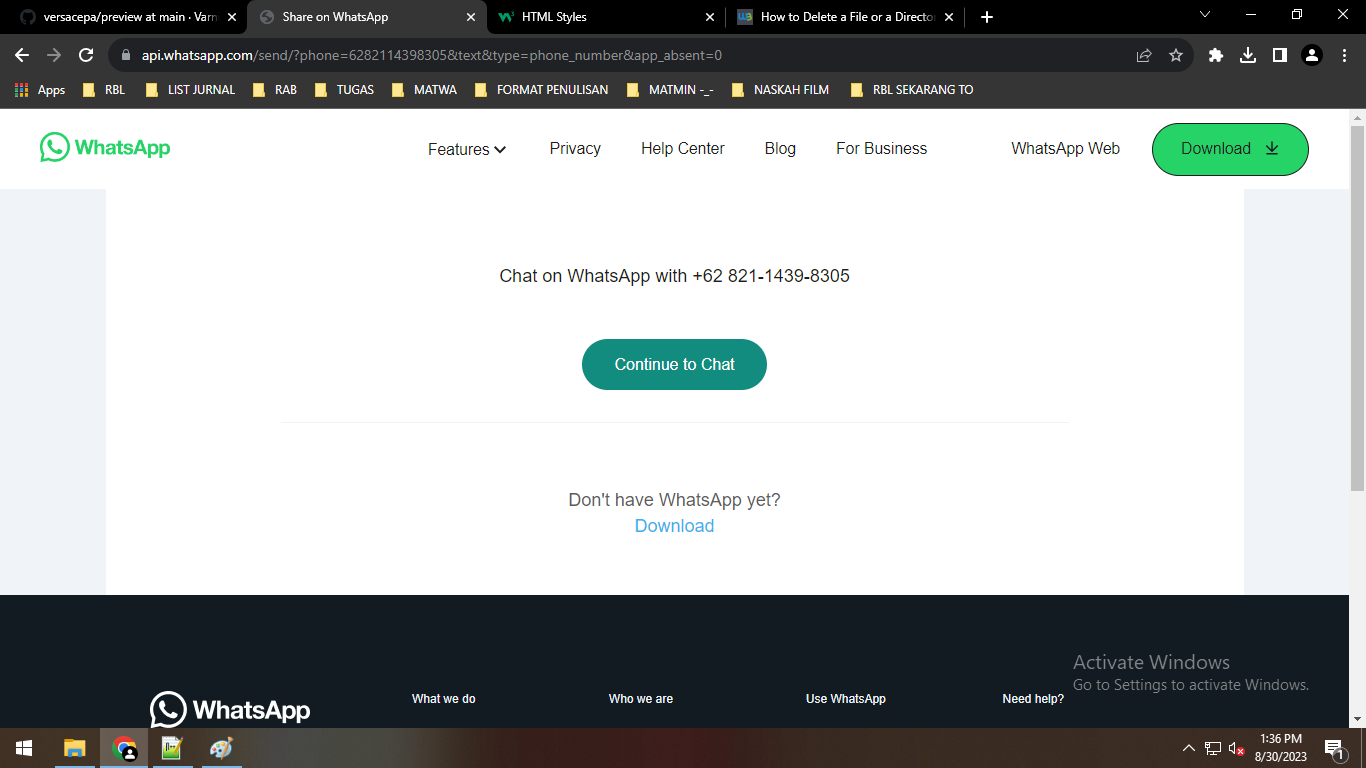 versacepa/preview at main · Varn
Share on WhatsApp
HTML Styles
How to Delete a File or a Directo
api.whatsapp.com/send/?phone=6282114398305&text&type=phone_number&app_absent=0
Apps
RBL
LIST JURNAL
RAB
TUGAS
MATWA
FORMAT PENULISAN
MATMIN -_-
NASKAH FILM
RBL SEKARANG TO
WhatsApp
Features
Privacy
Help Center
Blog
For Business
WhatsApp Web
Download
Chat on WhatsApp with +62 821-1439-8305
Continue to Chat
Don't have WhatsApp yet?
Download
Activate Windows
Go to Settings to activate Windows.
WhatsApp
What we do
Who we are
Use WhatsApp
Need help?
1:36 PM
8/30/2023
1